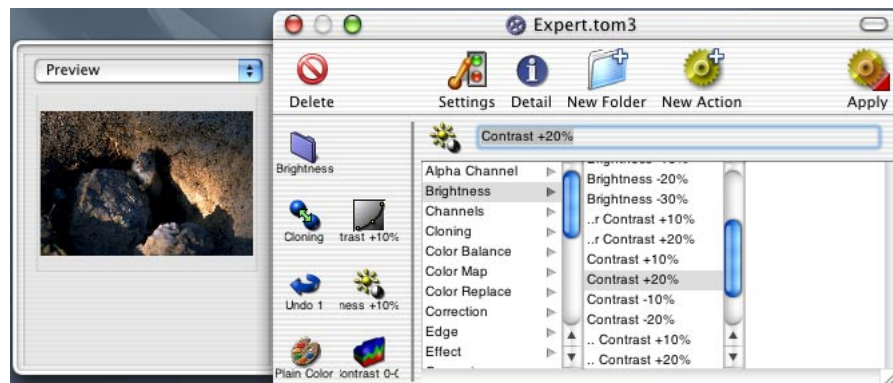 Expert.tom3
Preview
Delete
Settings Detail New Folder New Action Apply
Contrast +20%
Brightness
Cloning trast +10%
Undo 1 ness +10%
Plain Color
Alpha Channel
Brightness
Channels
Cloning
Color Balance
Color Map
Color Replace
Correction
Edge
Effect
Brightness -20%
Brightness -30%
..r Contrast +10%
..r Contrast +20%
Contrast +10%
Contrast +20%
Contrast -10%
Contrast -20%
.. Contrast +10%
.. Contrast +20%